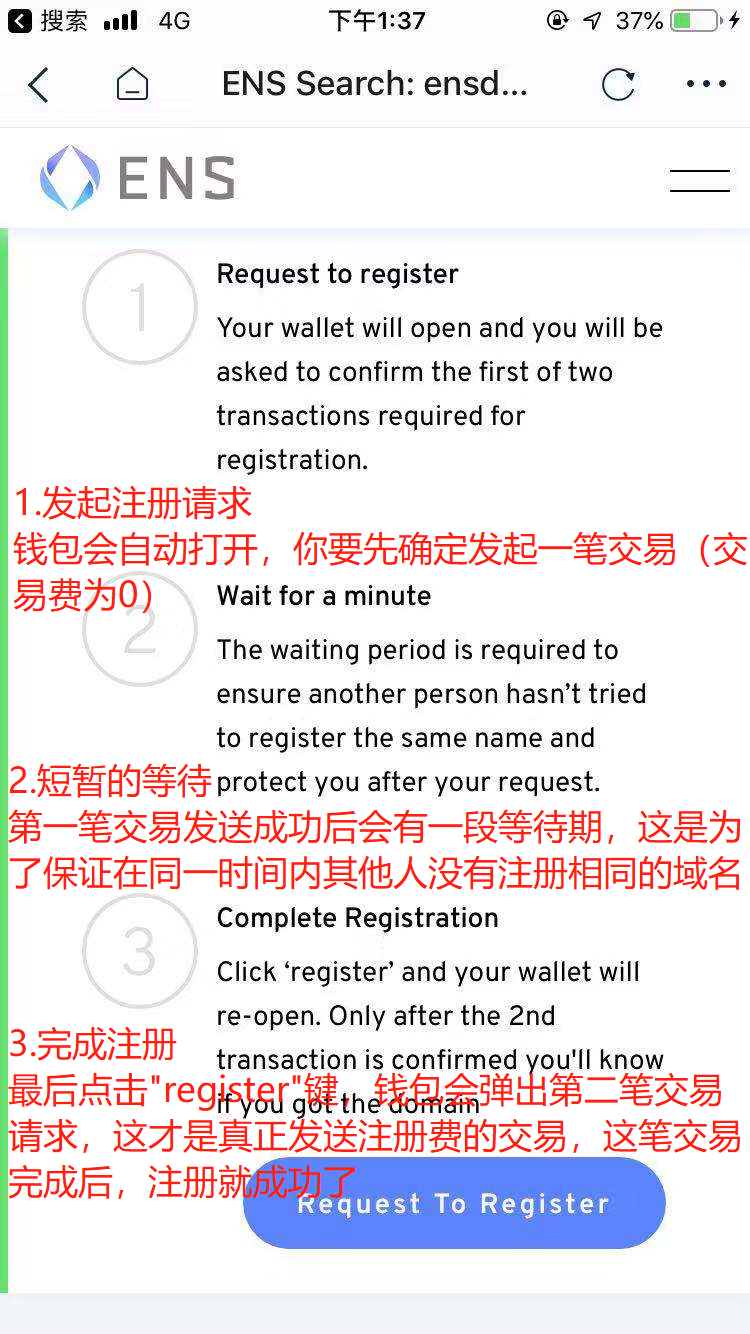 搜索 4G 下午1:37 37%
ENS Search: ensd...
ENS
1
Request to register
Your wallet will open and you will be
asked to confirm the first of two
transactions required for
registration.
1.发起注册请求
钱包会自动打开，你要先确定发起一笔交易（交
易费为0）
2
Wait for a minute
The waiting period is required to
ensure another person hasn’t tried
to register the same name and
protect you after your request.
2.短暂的等待
第一笔交易发送成功后会有一段等待期，这是为
了保证在同一时间内其他人没有注册相同的域名
3
Complete Registration
Click ‘register’ and your wallet will
re-open. Only after the 2nd
transaction is confirmed you'll know
if you got the domain
3.完成注册
最后点击"register"键，钱包会弹出第二笔交易
请求，这才是真正发送注册费的交易，这笔交易
完成后，注册就成功了
Request To Register